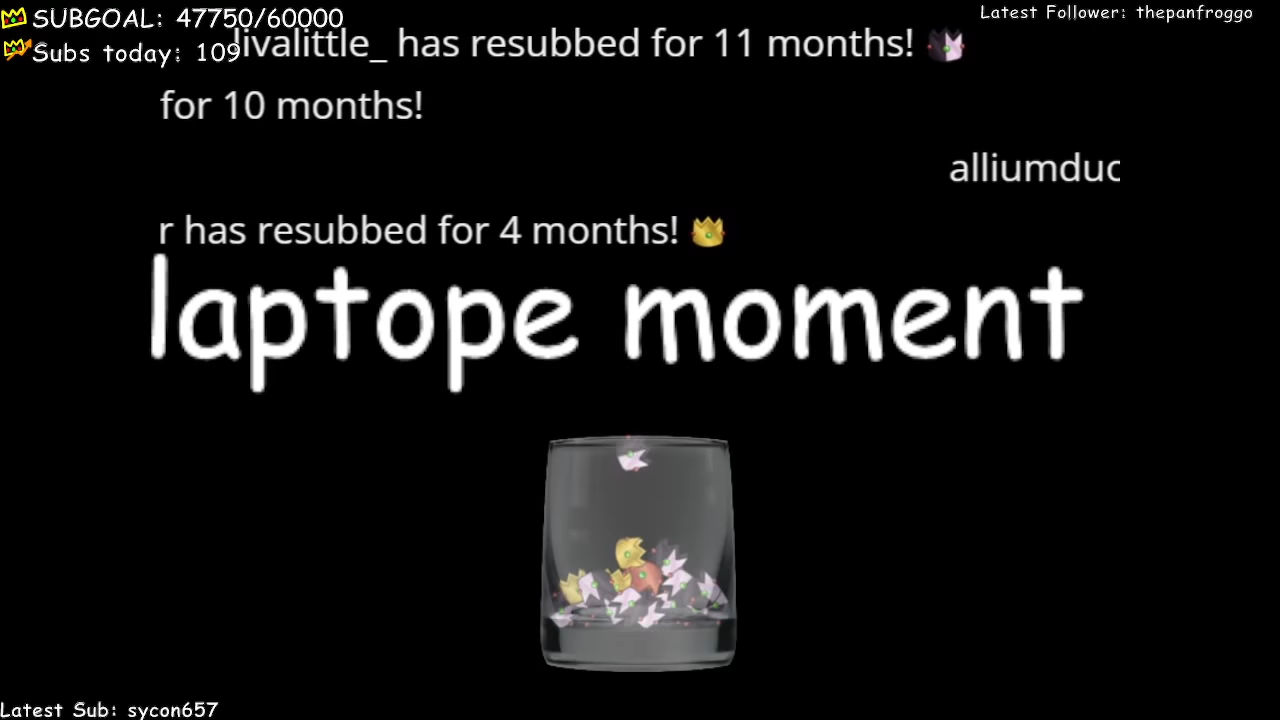 SUBGOAL: 47750/60000
Latest Follower: thepanfroggo
Subs today: 109
livalittle_ has resubbed for 11 months!
for 10 months!
alliumduc
r has resubbed for 4 months!
laptope moment
Latest Sub: sycon657